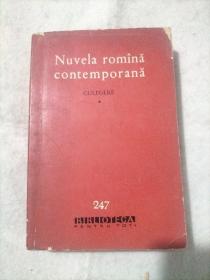 Nuvela romînă
contemporană
CULEGERE
*
247
BIBLIOTECA
PENTRU TOȚI